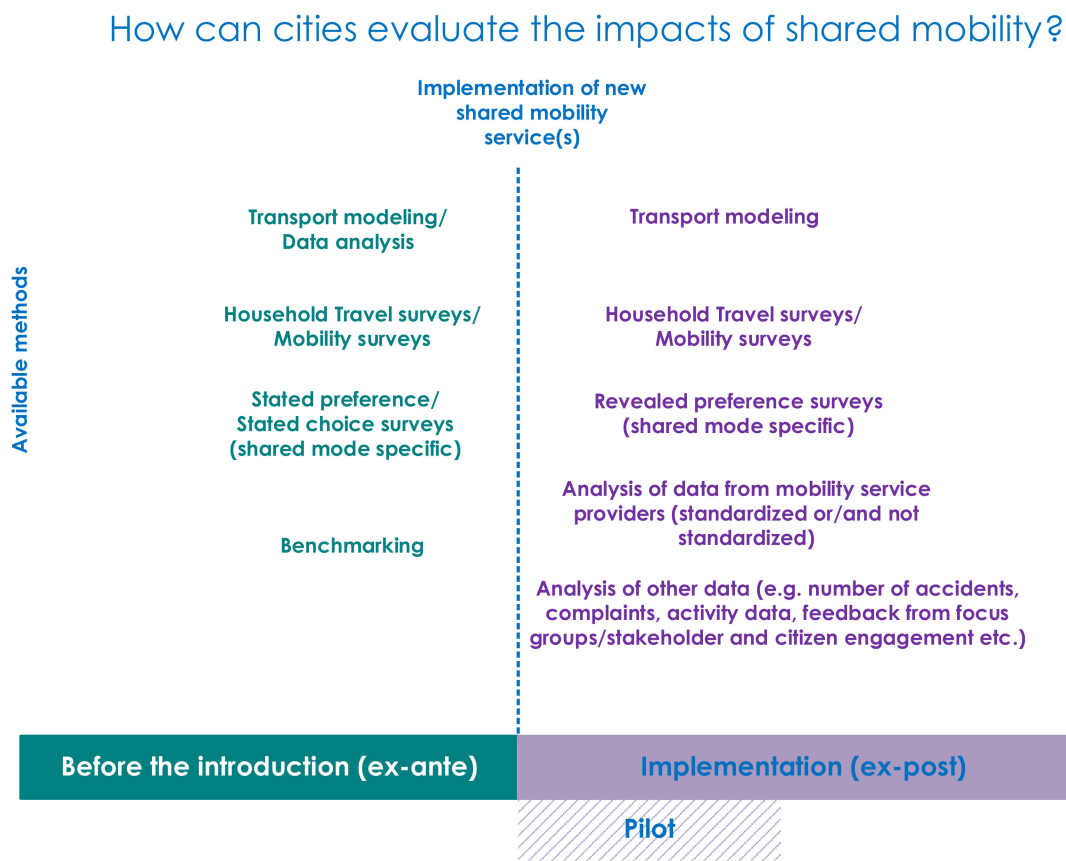 How can cities evaluate the impacts of shared mobility?
Implementation of new
shared mobility
service(s)
Available methods
Transport modeling/
Data analysis
Household Travel surveys/
Mobility surveys
Stated preference/
Stated choice surveys
(shared mode specific)
Benchmarking
Transport modeling
Household Travel surveys/
Mobility surveys
Revealed preference surveys
(shared mode specific)
Analysis of data from mobility service
providers (standardized or/and not
standardized)
Analysis of other data (e.g. number of accidents,
complaints, activity data, feedback from focus
groups/stakeholder and citizen engagement etc.)
Before the introduction (ex-ante)
Implementation (ex-post)
Pilot